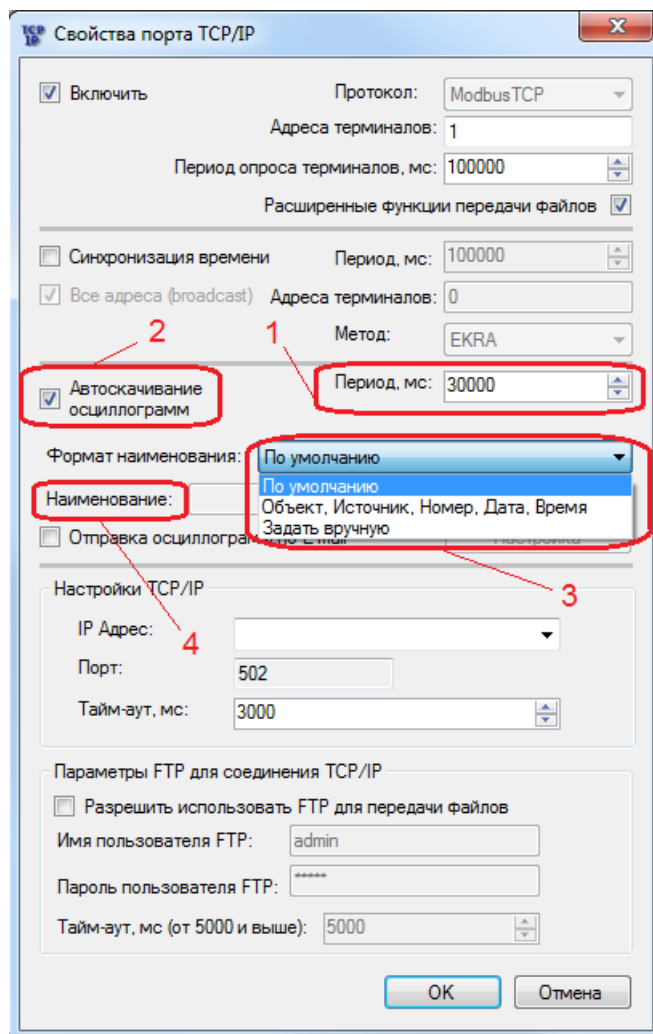 TCP IP Свойства порта TCP/IP
Включить Протокол: ModbusTCP
Адреса терминалов: 1
Период опроса терминалов, мс: 100000
Расширенные функции передачи файлов
Синхронизация времени Период, мс: 100000
Все адреса (broadcast) Адреса терминалов: 0
2 1 Метод: EKRA
Автоскачивание
осциллограмм
Период, мс: 30000
Формат наименования: По умолчанию
По умолчанию
Наименование: Объект, Источник, Номер, Дата, Время
Задать вручную
Отправка осциллограмм
3
Настройки TCP/IP
4
IP Адрес:
Порт: 502
Тайм-аут, мс: 3000
Параметры FTP для соединения TCP/IP
Разрешить использовать FTP для передачи файлов
Имя пользователя FTP: admin
Пароль пользователя FTP: *****
Тайм-аут, мс (от 5000 и выше): 5000
OK Отмена